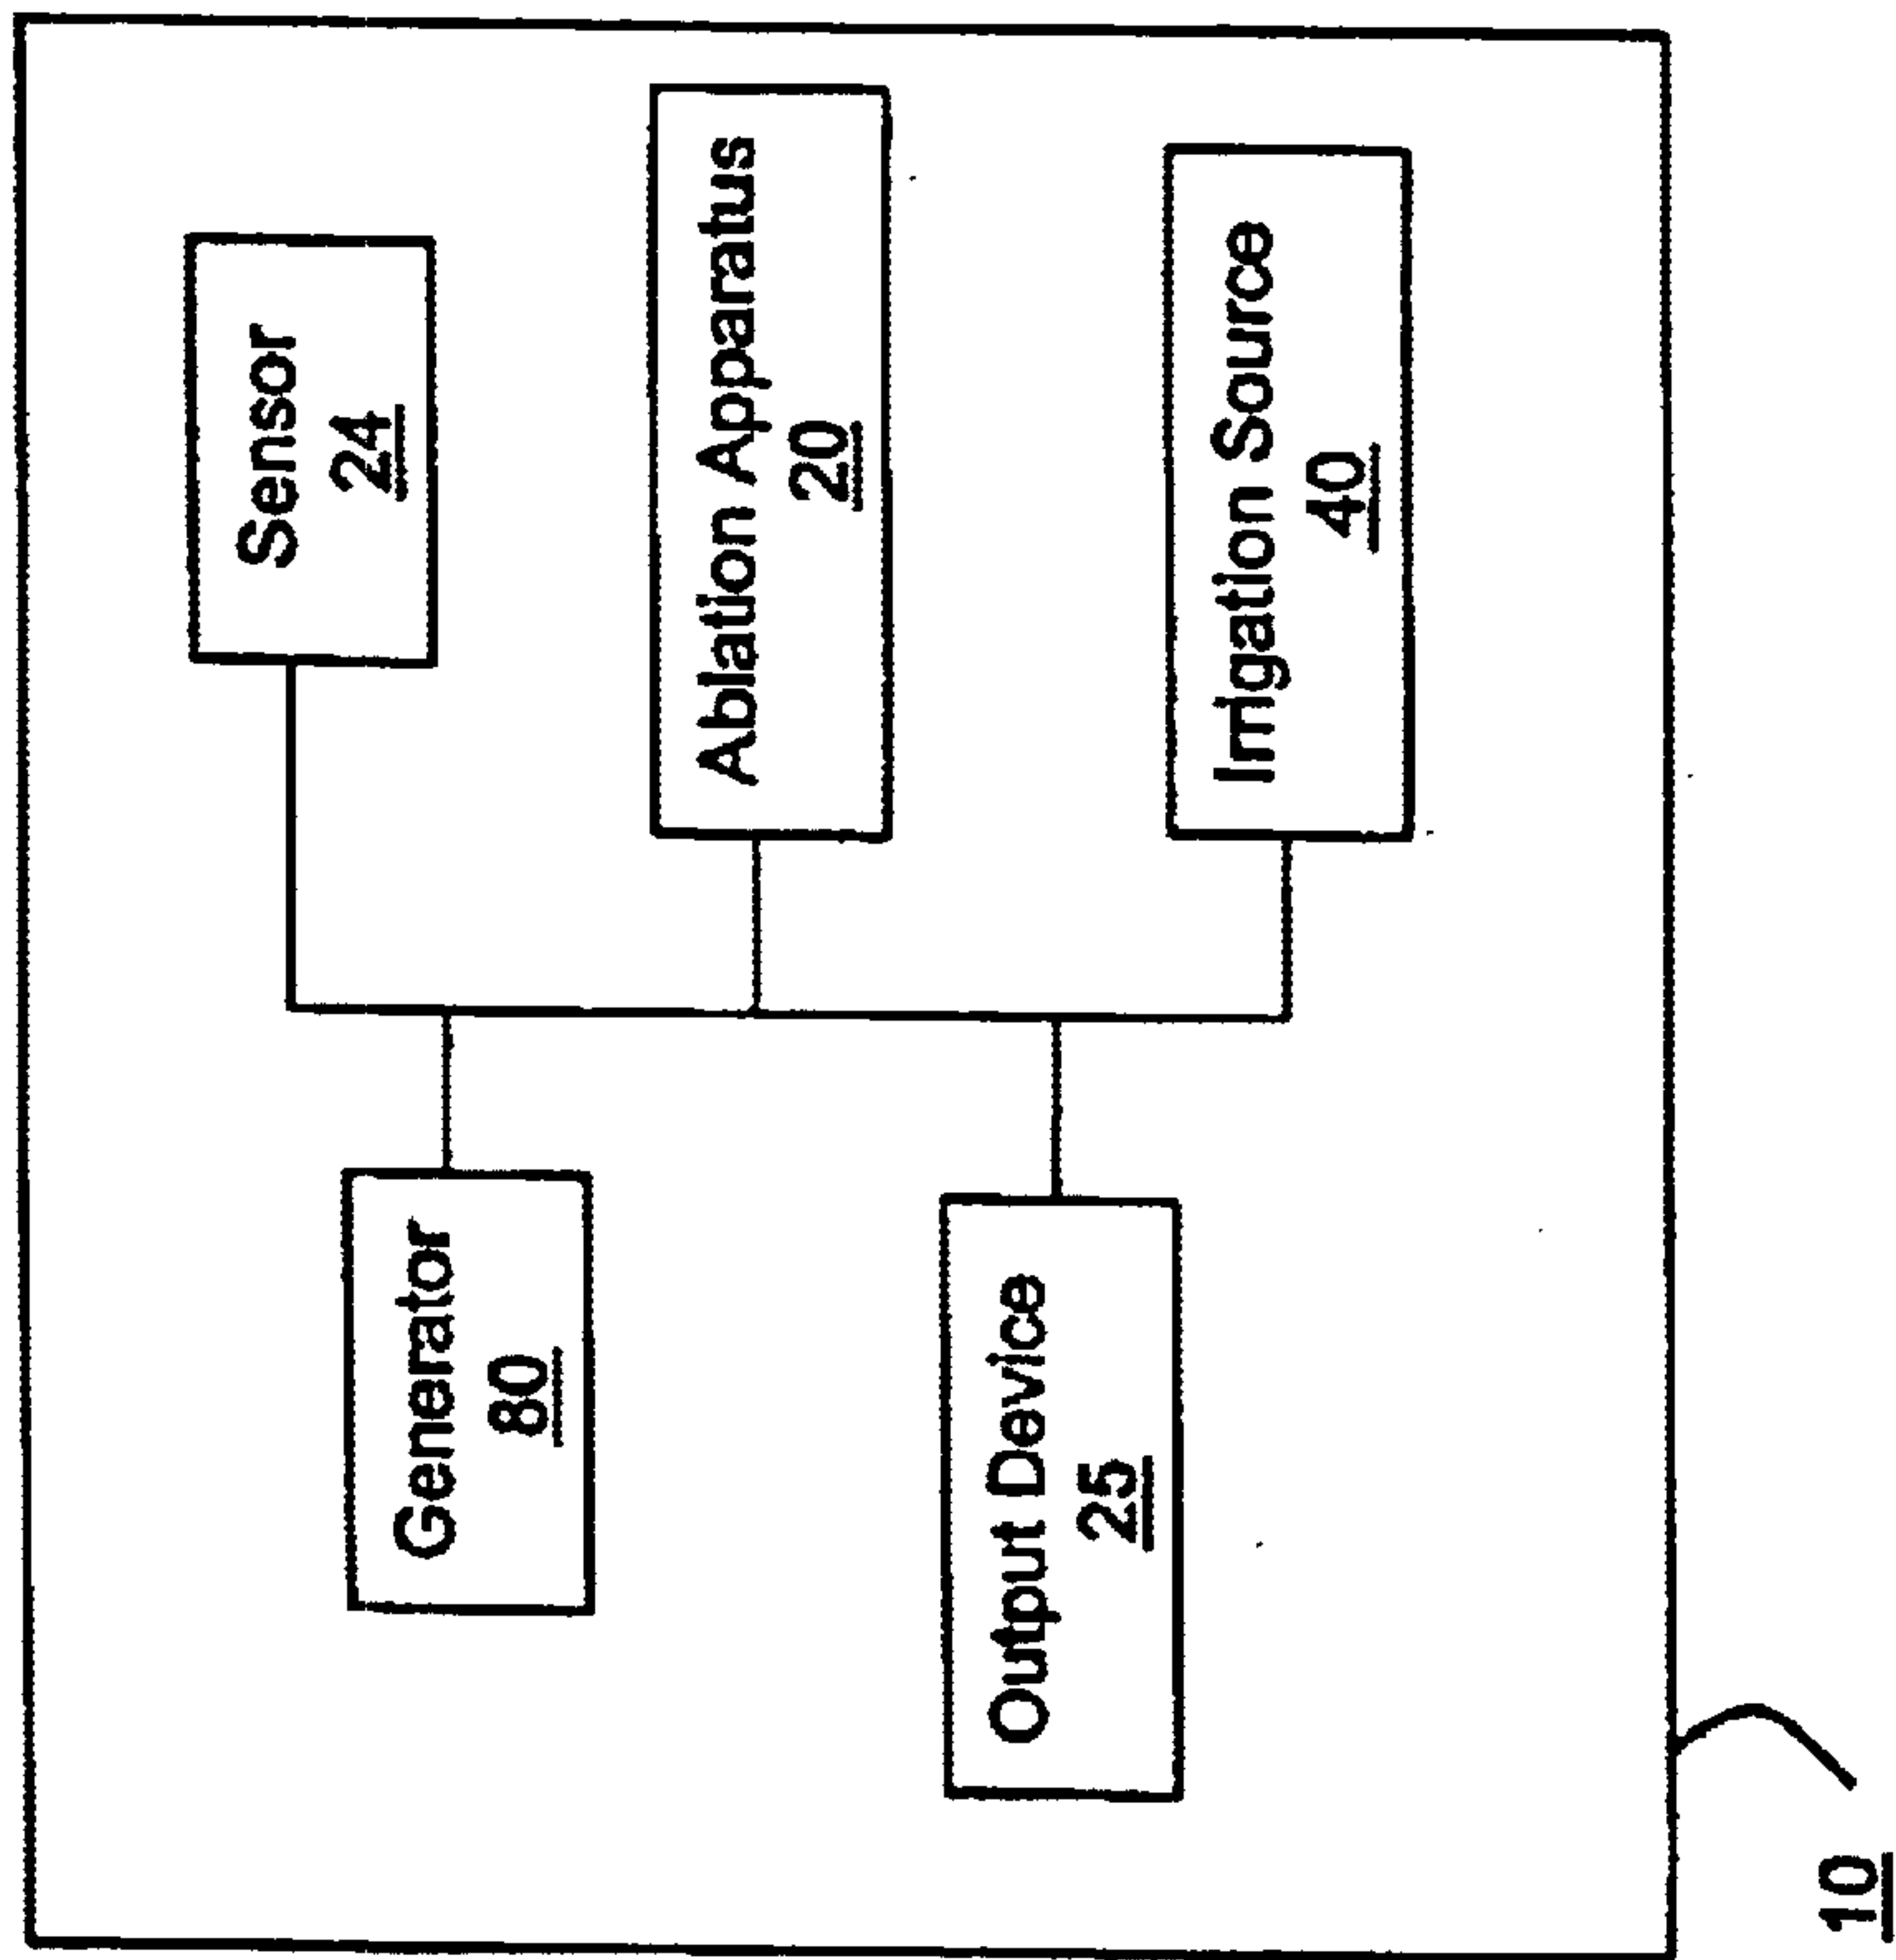 Sensor
24
Generator
80
Ablation Apparatus
20
Output Device
25
Irrigation Source
40
10